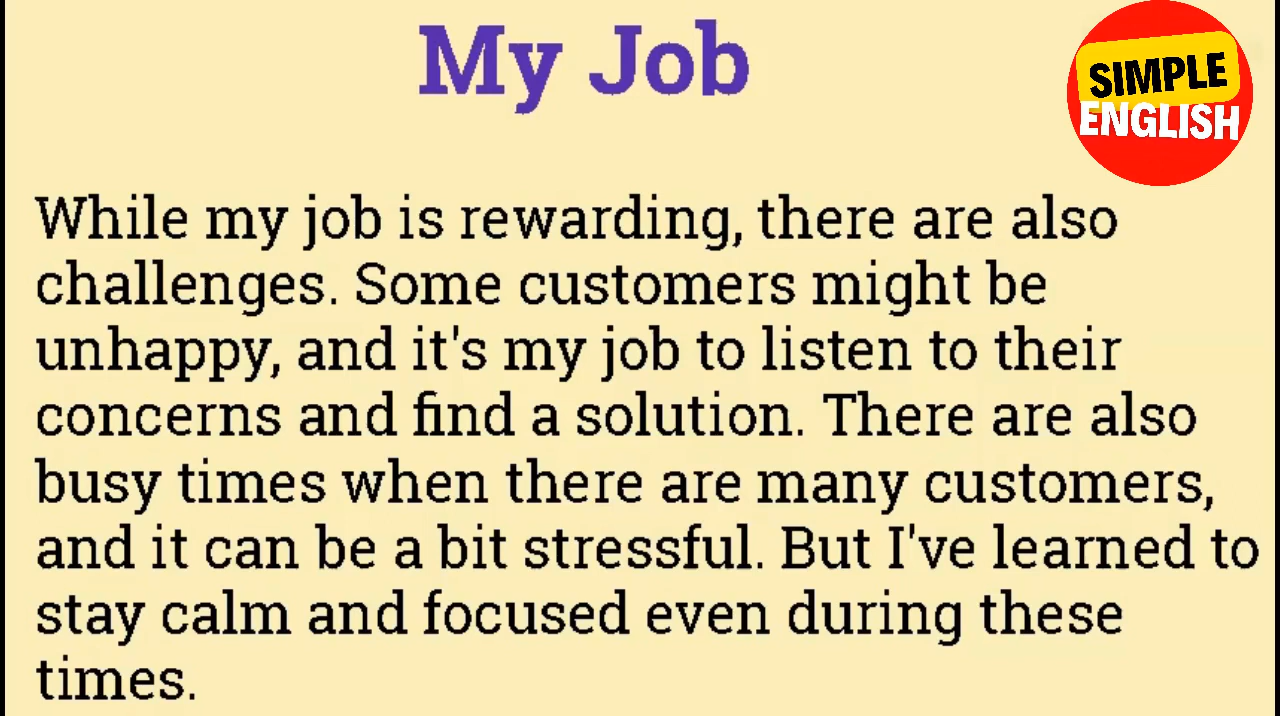 My Job
SIMPLE
ENGLISH
While my job is rewarding, there are also
challenges. Some customers might be
unhappy, and it's my job to listen to their
concerns and find a solution. There are also
busy times when there are many customers,
and it can be a bit stressful. But I've learned to
stay calm and focused even during these
times.